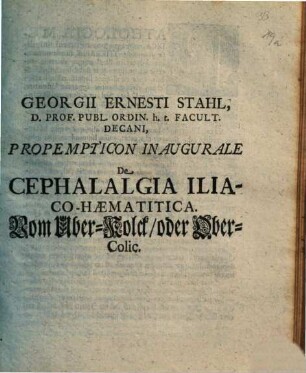 GEORGII ERNESTI STAHL,
D. PROF. PUBL. ORDIN. h. t. FACULT.
DECANI,
PROPEMPTICON INAUGURALE
De
CEPHALALGIA ILIA-
CO-HÆMATITICA.
Vom Uber-Kolck/oder Ober-
Colic.